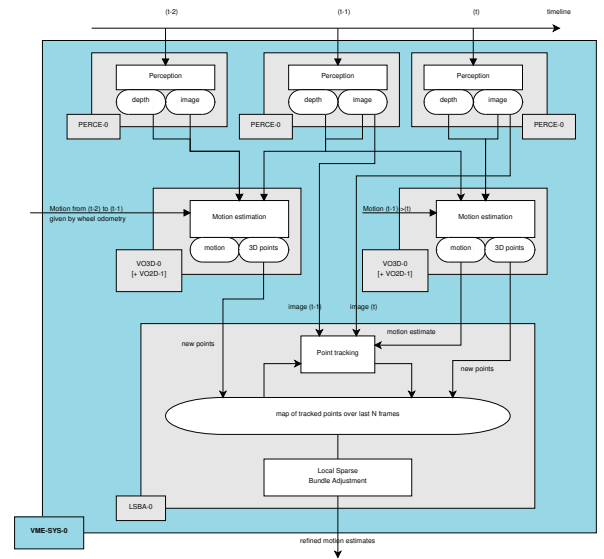 (t-2) (t-1) (t) timeline
Perception Perception Perception
depth image depth image depth image
PERCE-0 PERCE-0 PERCE-0
Motion from (t-2) to (t-1)
given by wheel odometry
Motion (t-1)->(t)
Motion estimation Motion estimation
motion 3D points motion 3D points
VO3D-0
[+ VO2D-1]
VO3D-0
[+ VO2D-1]
image (t-1) image (t)
motion estimate
new points
Point tracking
new points
map of tracked points over last N frames
Local Sparse
Bundle Adjustment
LSBA-0
VME-SYS-0
refined motion estimates